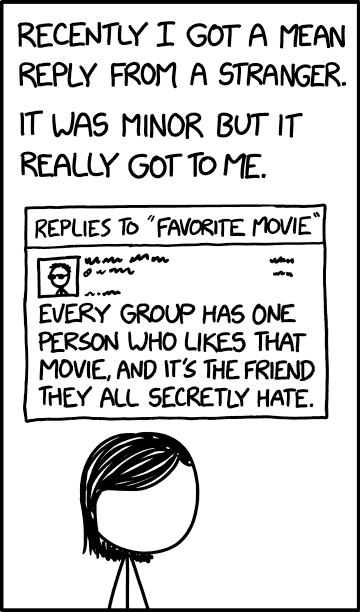 RECENTLY I GOT A MEAN
REPLY FROM A STRANGER.
IT WAS MINOR BUT IT
REALLY GOT TO ME.
REPLIES TO "FAVORITE MOVIE"
EVERY GROUP HAS ONE
PERSON WHO LIKES THAT
MOVIE, AND IT'S THE FRIEND
THEY ALL SECRETLY HATE.